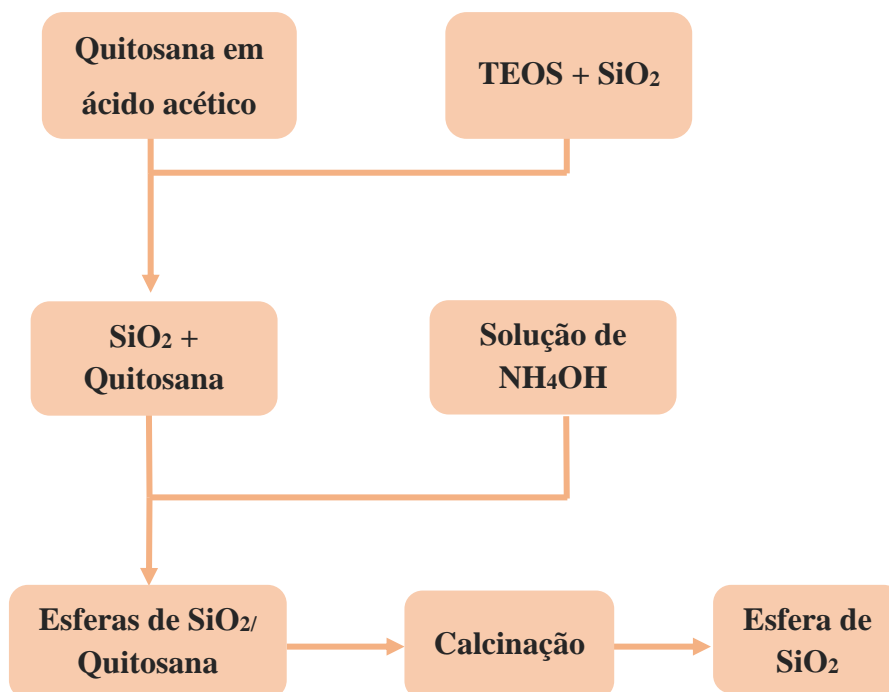 Quitosana em
ácido acético
TEOS + SiO₂
SiO₂ +
Quitosana
Solução de
NH₄OH
Esferas de SiO₂/
Quitosana
Calcinação
Esfera de
SiO₂